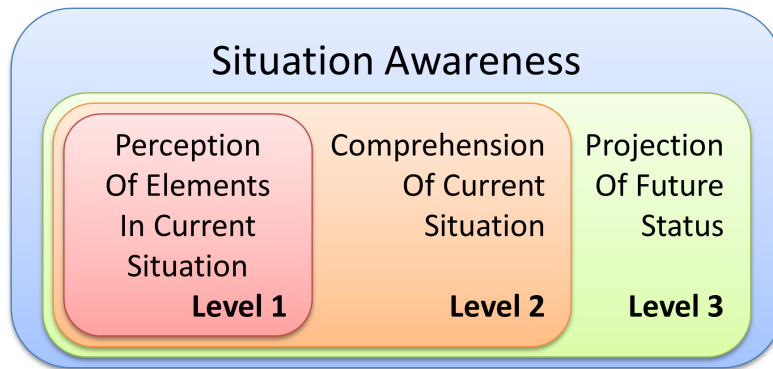 Situation Awareness
Perception
Of Elements
In Current
Situation
Level 1
Comprehension
Of Current
Situation
Level 2
Projection
Of Future
Status
Level 3